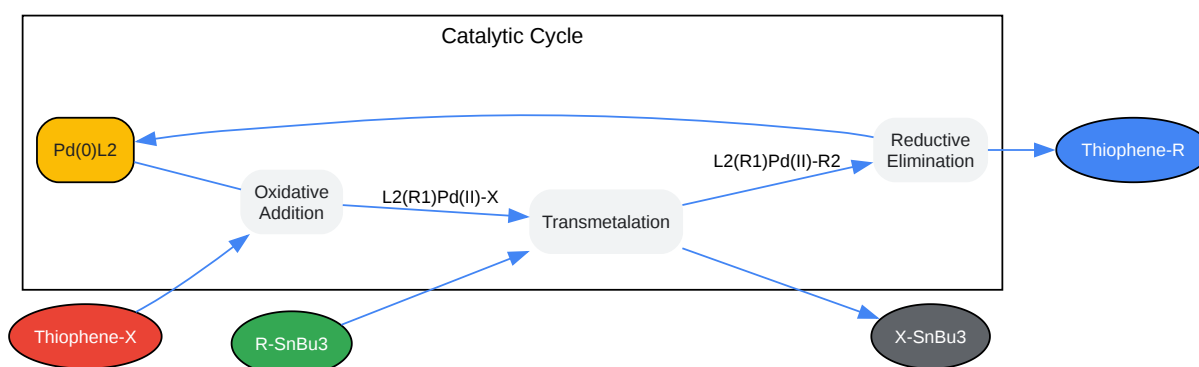 Catalytic Cycle
Pd(0)L2
Oxidative
Addition
L2(R1)Pd(II)-X
Transmetalation
L2(R1)Pd(II)-R2
Reductive
Elimination
Thiophene-R
Thiophene-X
R-SnBu3
X-SnBu3